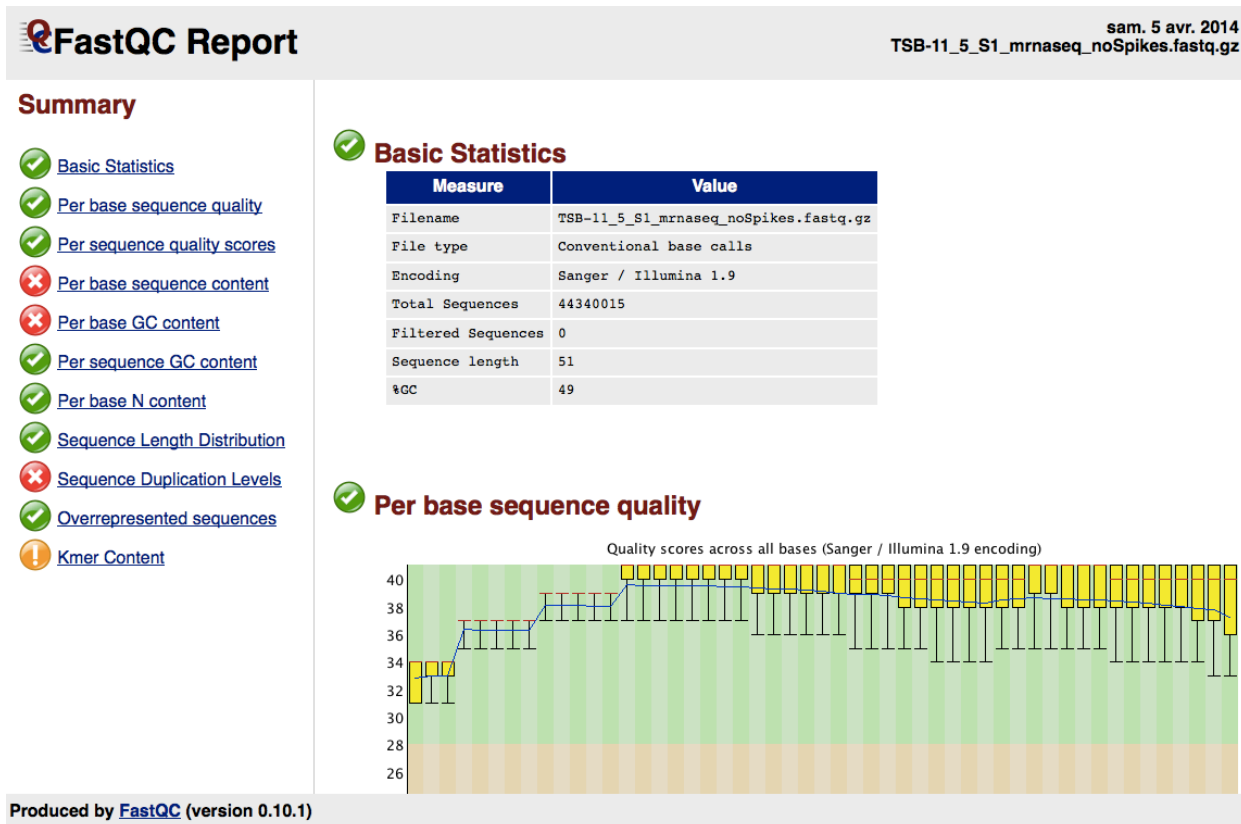 FastQC Report
sam. 5 avr. 2014
TSB-11_5_S1_mrnaseq_noSpikes.fastq.gz
Summary
Basic Statistics
Per base sequence quality
Per sequence quality scores
Per base sequence content
Per base GC content
Per sequence GC content
Per base N content
Sequence Length Distribution
Sequence Duplication Levels
Overrepresented sequences
Kmer Content
Basic Statistics
Measure Value
Filename TSB-11_5_S1_mrnaseq_noSpikes.fastq.gz
File type Conventional base calls
Encoding Sanger / Illumina 1.9
Total Sequences 44340015
Filtered Sequences 0
Sequence length 51
%GC 49
Per base sequence quality
Quality scores across all bases (Sanger / Illumina 1.9 encoding)
40
38
36
34
32
30
28
26
Produced by FastQC (version 0.10.1)